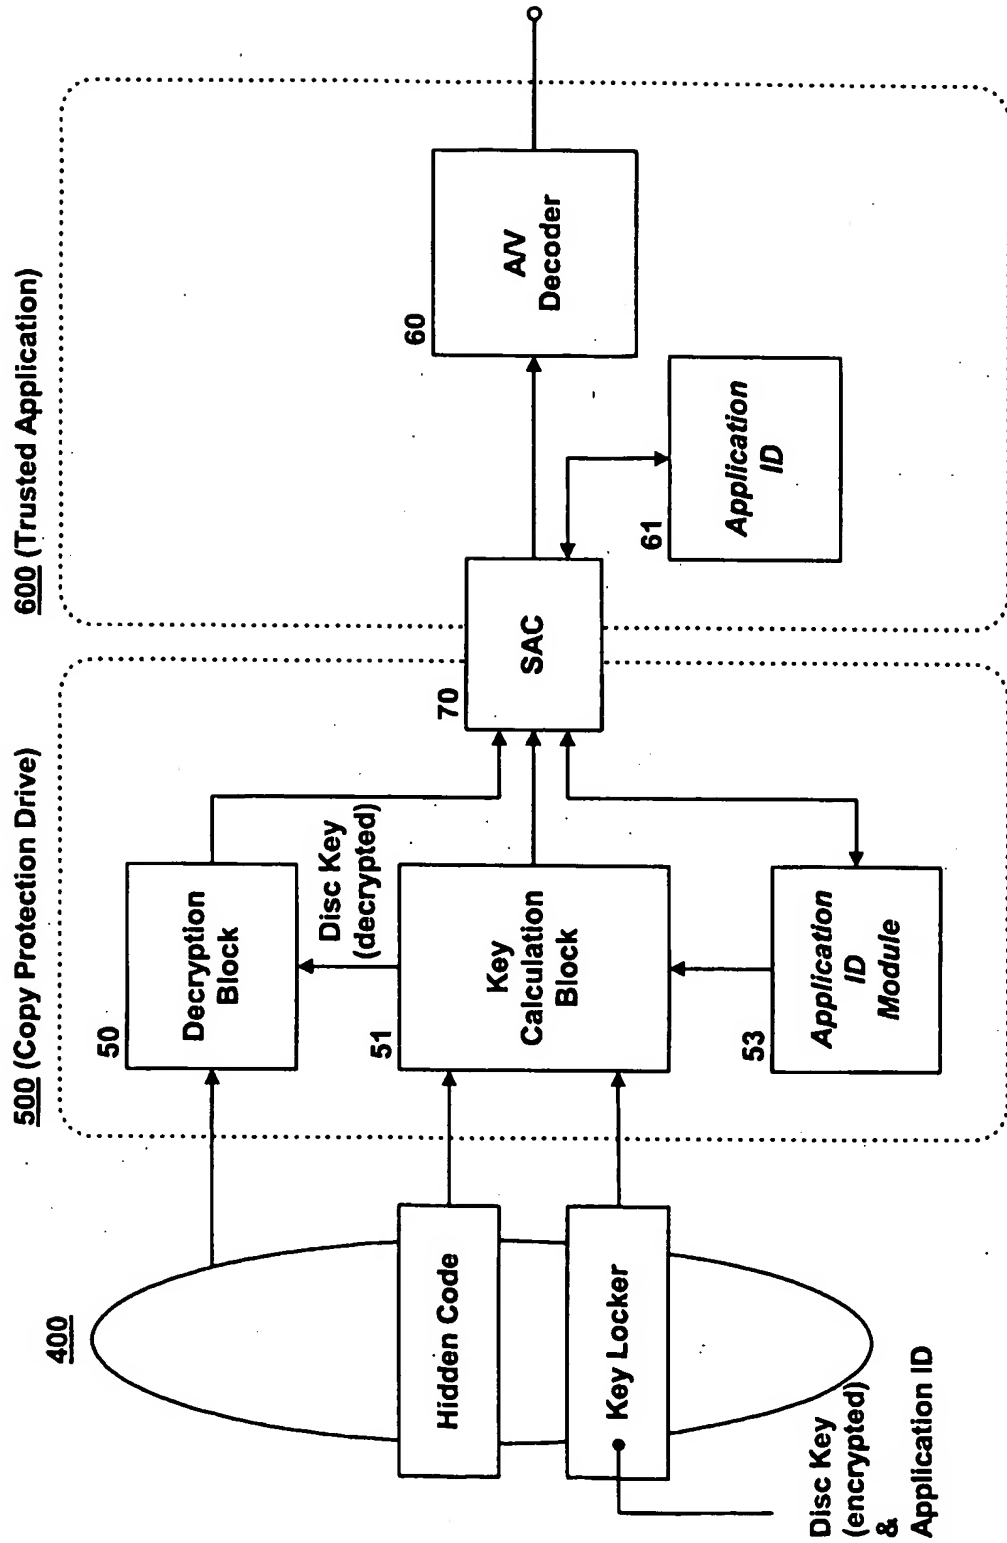 400
Hidden Code
Key Locker
Disc Key
(encrypted)
&
Application ID
500 (Copy Protection Drive)
50
Decryption
Block
Disc Key
(decrypted)
51
Key
Calculation
Block
53
Application
ID
Module
70
SAC
600 (Trusted Application)
60
A/V
Decoder
61
Application
ID